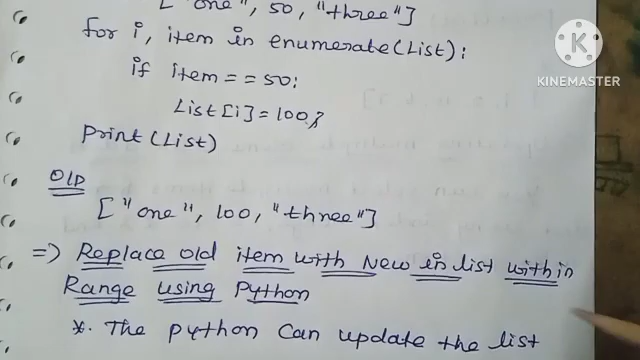 ["one", 50, "three"]
for i, item in enumerate(List):
if item == 50:
List[i] = 100
print(List)
O/P
["one", 100, "three"]
=> Replace old item with New in list within
Range using Python
*. The python can update the list
K
KINEMASTER